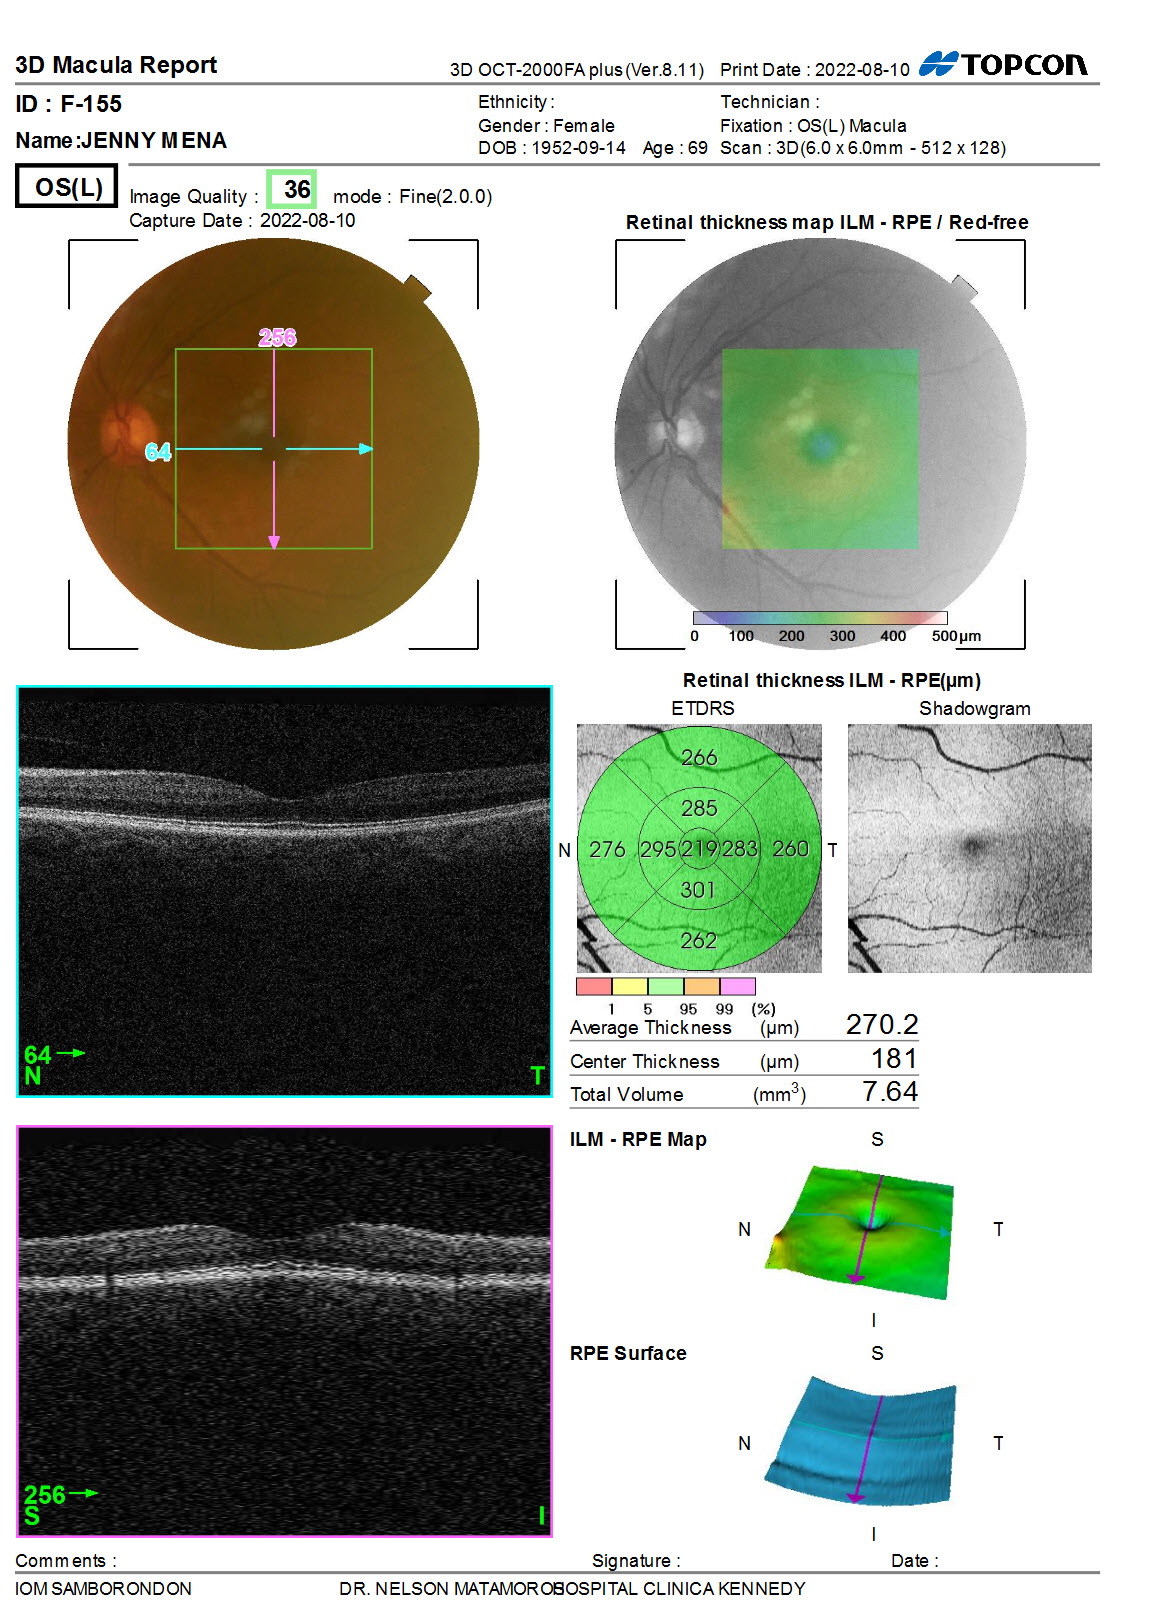 3D Macula Report
3D OCT-2000FA plus(Ver.8.11) Print Date : 2022-08-10 TOPCON
ID : F-155
Ethnicity :
Technician :
Name:JENNY MENA
Gender : Female
Fixation : OS(L) Macula
DOB : 1952-09-14 Age : 69 Scan : 3D(6.0 x 6.0mm - 512 x 128)
OS(L)
Image Quality : 36 mode : Fine(2.0.0)
Capture Date : 2022-08-10
Retinal thickness map ILM - RPE / Red-free
256
64
0 100 200 300 400 500µm
Retinal thickness ILM - RPE(µm)
ETDRS Shadowgram
266
285
N 276 295 219 283 260 T
301
262
1 5 95 99 (%)
Average Thickness (µm) 270.2
Center Thickness (µm) 181
Total Volume (mm3) 7.64
64
N T
ILM - RPE Map S
N T
I
RPE Surface S
N T
I
256
S I
Comments : Signature : Date :
IOM SAMBORONDON DR. NELSON MATAMOROS HOSPITAL CLINICA KENNEDY